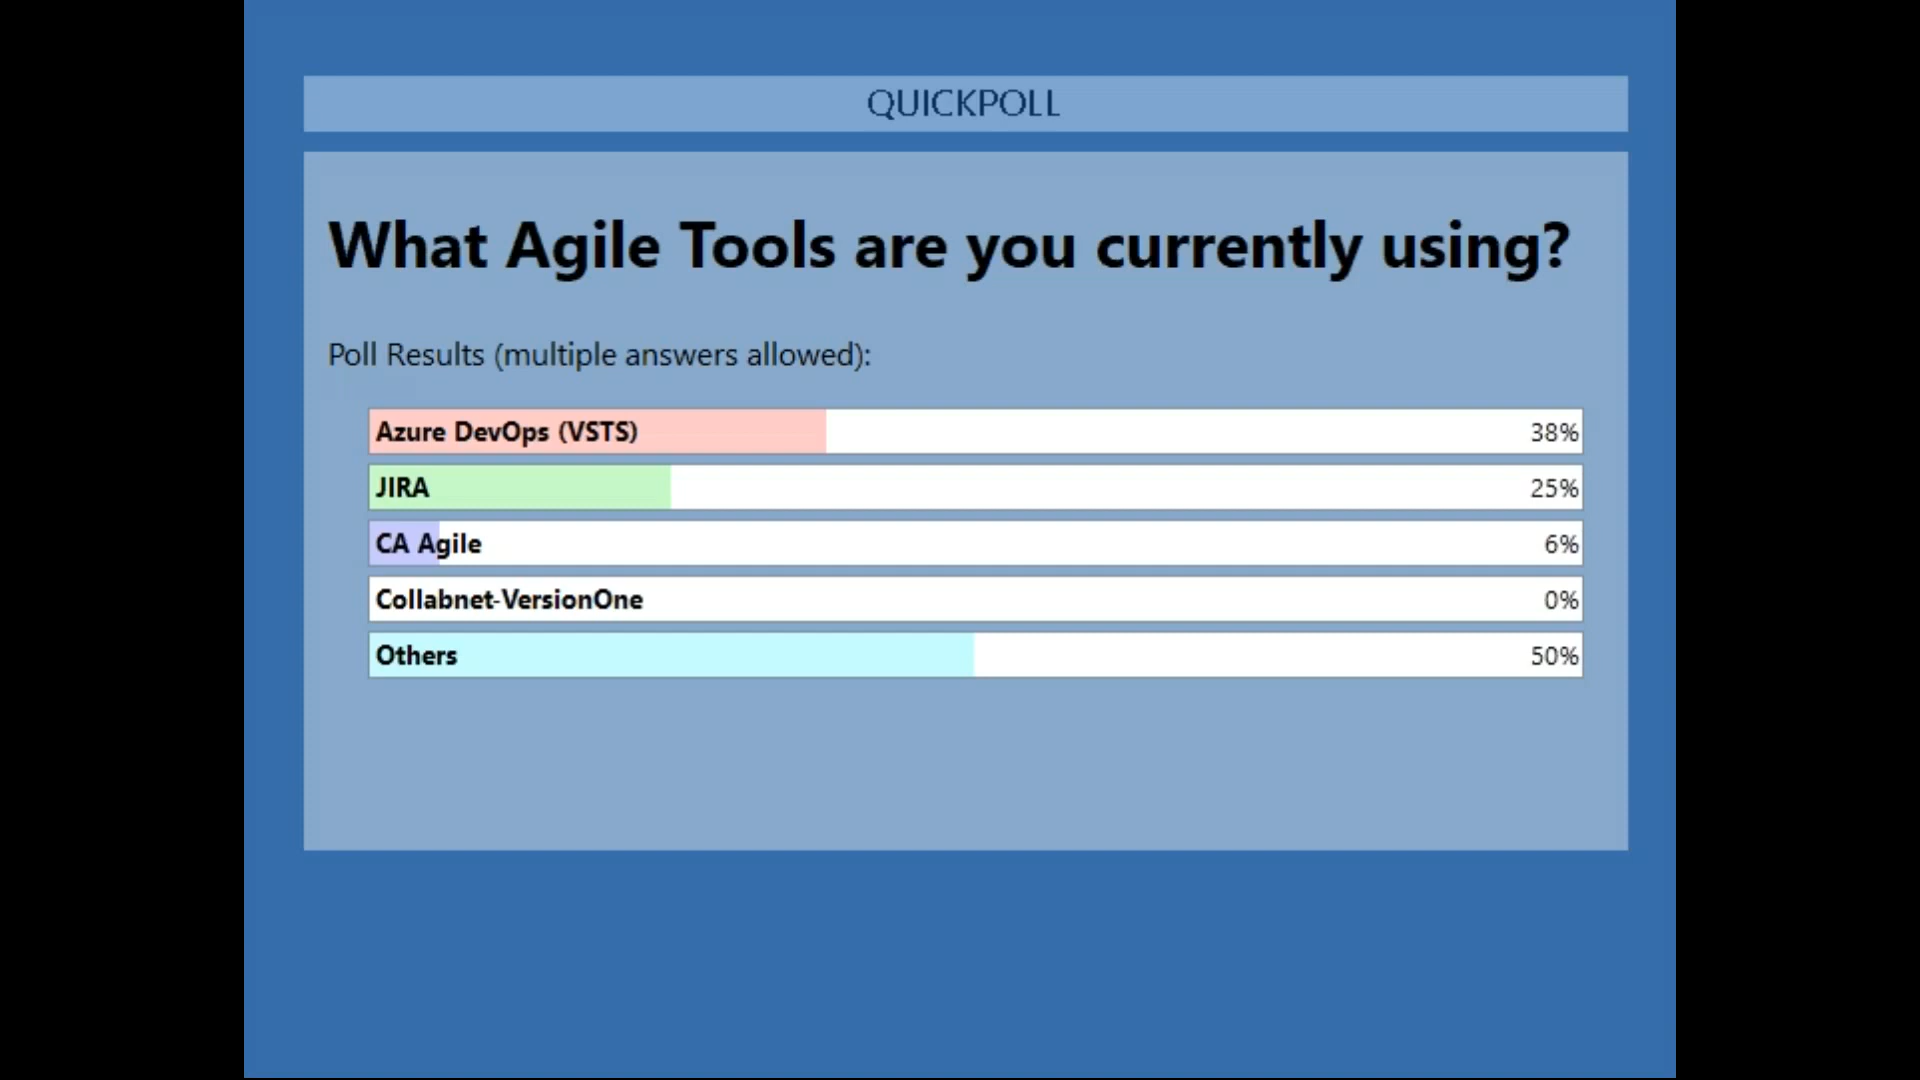 QUICKPOLL
What Agile Tools are you currently using?
Poll Results (multiple answers allowed):
Azure DevOps (VSTS) 38%
JIRA 25%
CA Agile 6%
Collabnet-VersionOne 0%
Others 50%